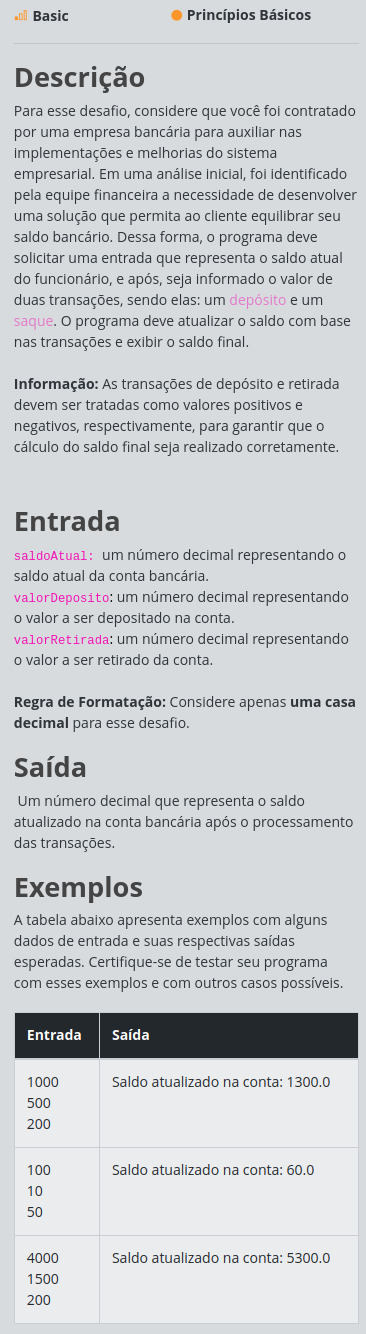 Basic
Princípios Básicos
Descrição
Para esse desafio, considere que você foi contratado
por uma empresa bancária para auxiliar nas
implementações e melhorias do sistema
empresarial. Em uma análise inicial, foi identificado
pela equipe financeira a necessidade de desenvolver
uma solução que permita ao cliente equilibrar seu
saldo bancário. Dessa forma, o programa deve
solicitar uma entrada que representa o saldo atual
do funcionário, e após, seja informado o valor de
duas transações, sendo elas: um depósito e um
saque. O programa deve atualizar o saldo com base
nas transações e exibir o saldo final.
Informação: As transações de depósito e retirada
devem ser tratadas como valores positivos e
negativos, respectivamente, para garantir que o
cálculo do saldo final seja realizado corretamente.
Entrada
saldoAtual: um número decimal representando o
saldo atual da conta bancária.
valorDeposito: um número decimal representando
o valor a ser depositado na conta.
valorRetirada: um número decimal representando
o valor a ser retirado da conta.
Regra de Formatação: Considere apenas uma casa
decimal para esse desafio.
Saída
Um número decimal que representa o saldo
atualizado na conta bancária após o processamento
das transações.
Exemplos
A tabela abaixo apresenta exemplos com alguns
dados de entrada e suas respectivas saídas
esperadas. Certifique-se de testar seu programa
com esses exemplos e com outros casos possíveis.
Entrada Saída
1000 Saldo atualizado na conta: 1300.0
500
200
100 Saldo atualizado na conta: 60.0
10
50
4000 Saldo atualizado na conta: 5300.0
1500
200